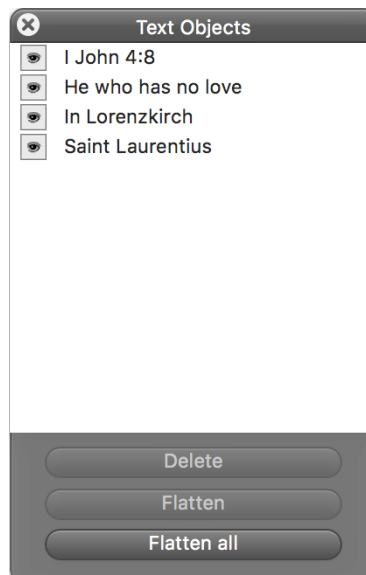 Text Objects
I John 4:8
He who has no love
In Lorenzkirch
Saint Laurentius
Delete
Flatten
Flatten all